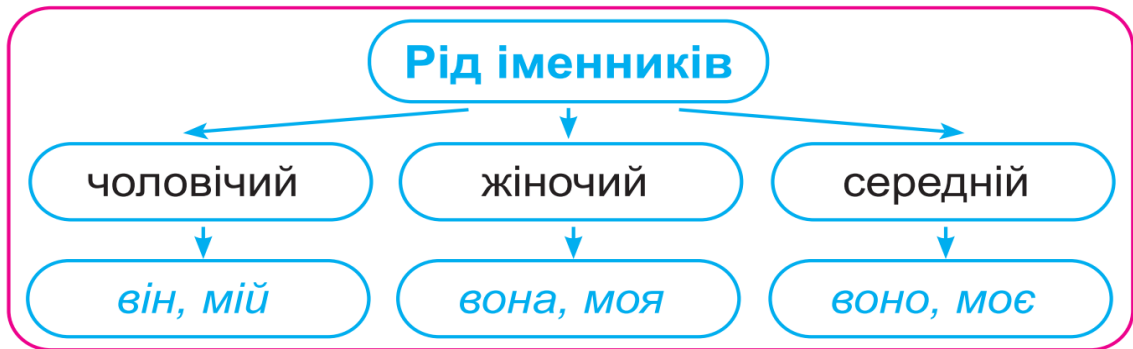 Рід іменників
чоловічий жіночий середній
він, мій вона, моя воно, моє